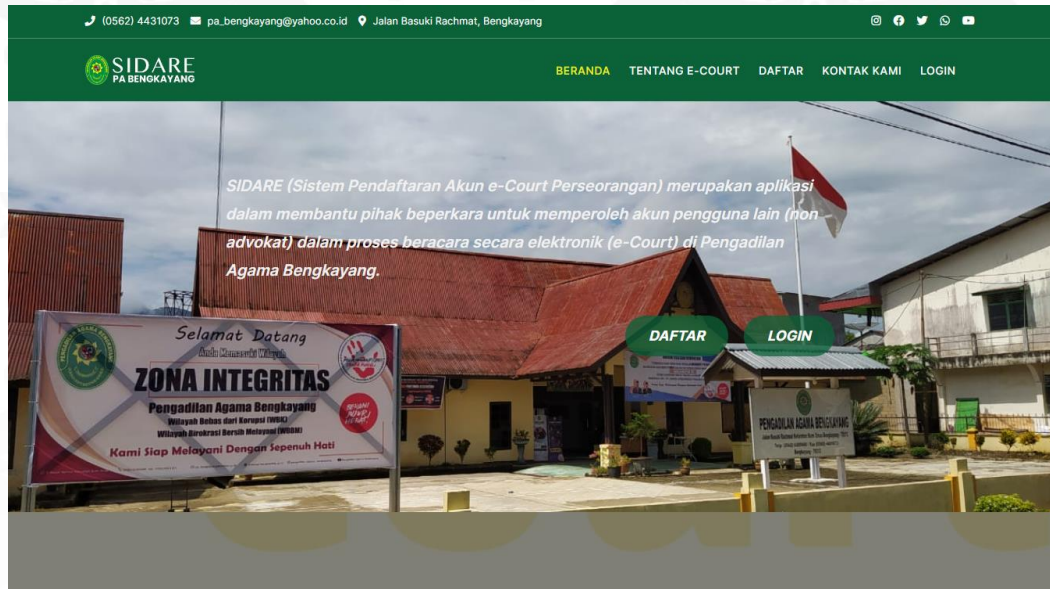 (0562) 4431073 pa_bengkayang@yahoo.co.id Jalan Basuki Rachmat, Bengkayang
SIDARE
PA BENGKAYANG
BERANDA TENTANG E-COURT DAFTAR KONTAK KAMI LOGIN
SIDARE (Sistem Pendaftaran Akun e-Court Perseorangan) merupakan aplikasi
dalam membantu pihak beperkara untuk memperoleh akun pengguna lain (non
advokat) dalam proses beracara secara elektronik (e-Court) di Pengadilan
Agama Bengkayang.
DAFTAR LOGIN
Selamat Datang
Anda Memasuki Wilayah
ZONA INTEGRITAS
Pengadilan Agama Bengkayang
Wilayah Bebas dari Korupsi (WBK)
Wilayah Birokrasi Bersih Melayani (WBBM)
Kami Siap Melayani Dengan Sepenuh Hati
PENGADILAN AGAMA BENGKAYANG